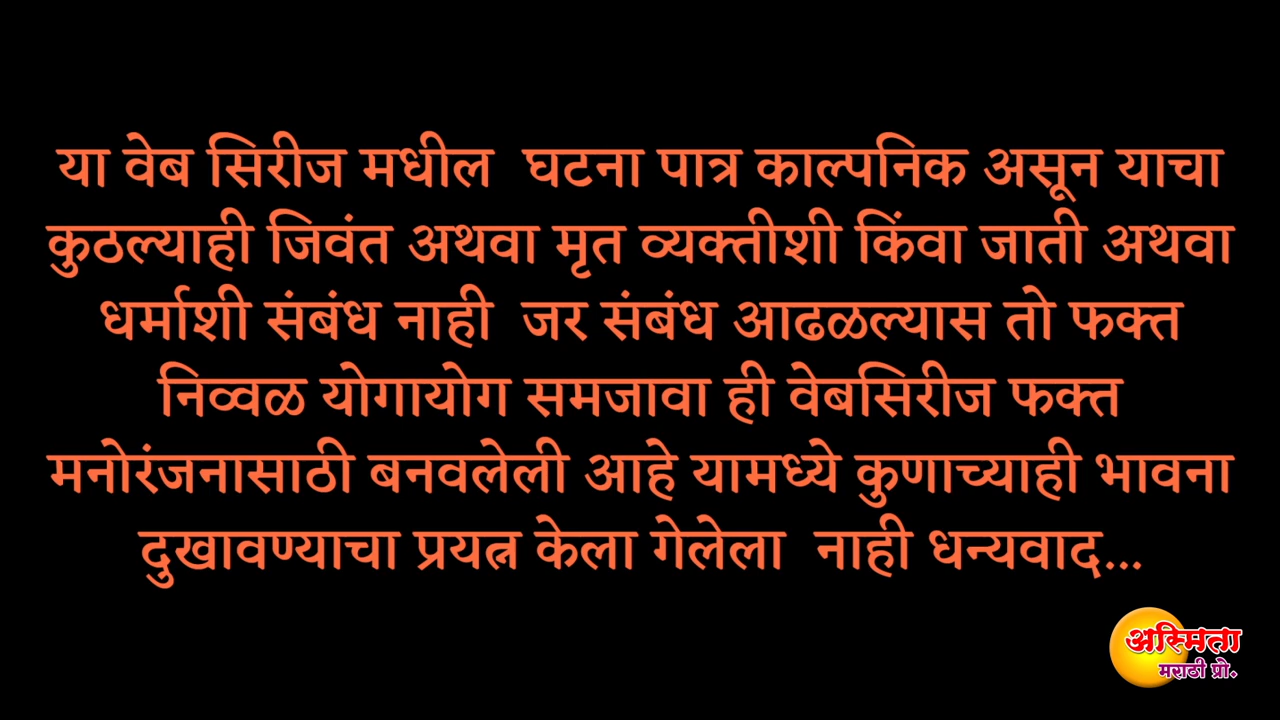 या वेब सिरीज मधील घटना पात्र काल्पनिक असून याचा
कुठल्याही जिवंत अथवा मृत व्यक्तीशी किंवा जाती अथवा
धर्माशी संबंध नाही जर संबंध आढळल्यास तो फक्त
निव्वळ योगायोग समजावा ही वेबसिरीज फक्त
मनोरंजनासाठी बनवलेली आहे यामध्ये कुणाच्याही भावना
दुखावण्याचा प्रयत्न केला गेलेला नाही धन्यवाद...
अस्मिता
मराठी प्रो.